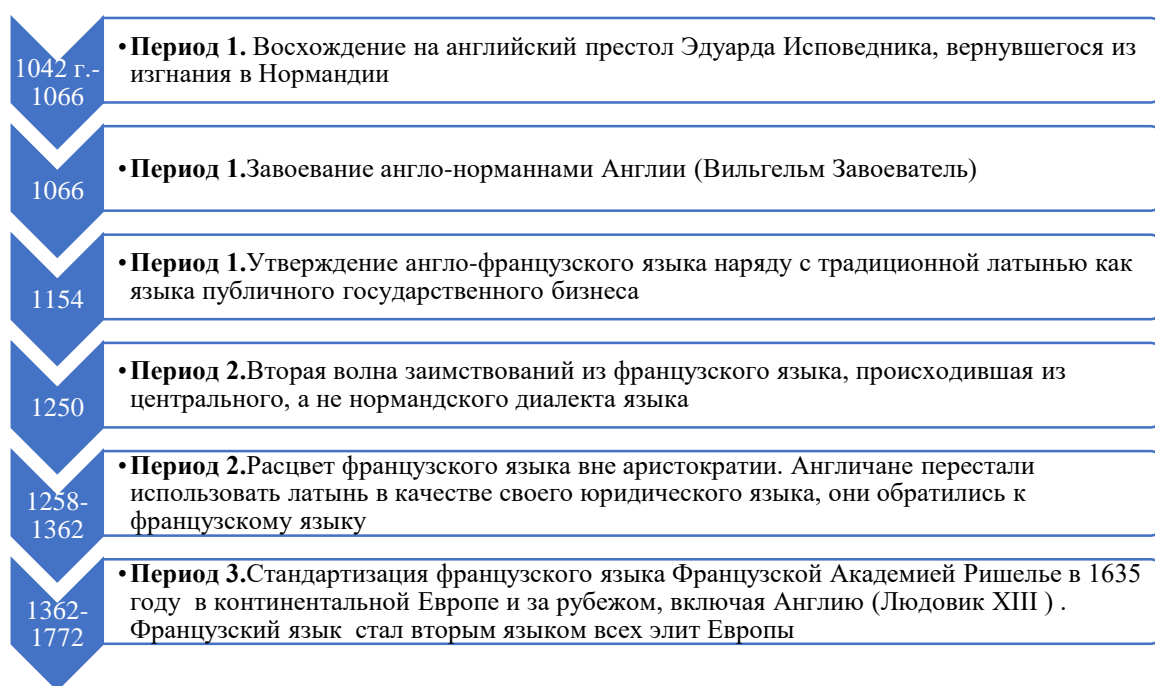 1042 г.-
1066
•Период 1. Восхождение на английский престол Эдуарда Исповедника, вернувшегося из
изгнания в Нормандии
1066
•Период 1.Завоевание англо-норманнами Англии (Вильгельм Завоеватель)
1154
•Период 1.Утверждение англо-французского языка наряду с традиционной латынью как
языка публичного государственного бизнеса
1250
•Период 2.Вторая волна заимствований из французского языка, происходившая из
центрального, а не нормандского диалекта языка
1258-
1362
•Период 2.Расцвет французского языка вне аристократии. Англичане перестали
использовать латынь в качестве своего юридического языка, они обратились к
французскому языку
1362-
1772
•Период 3.Стандартизация французского языка Французской Академией Ришелье в 1635
году в континентальной Европе и за рубежом, включая Англию (Людовик XIII ) .
Французский язык стал вторым языком всех элит Европы